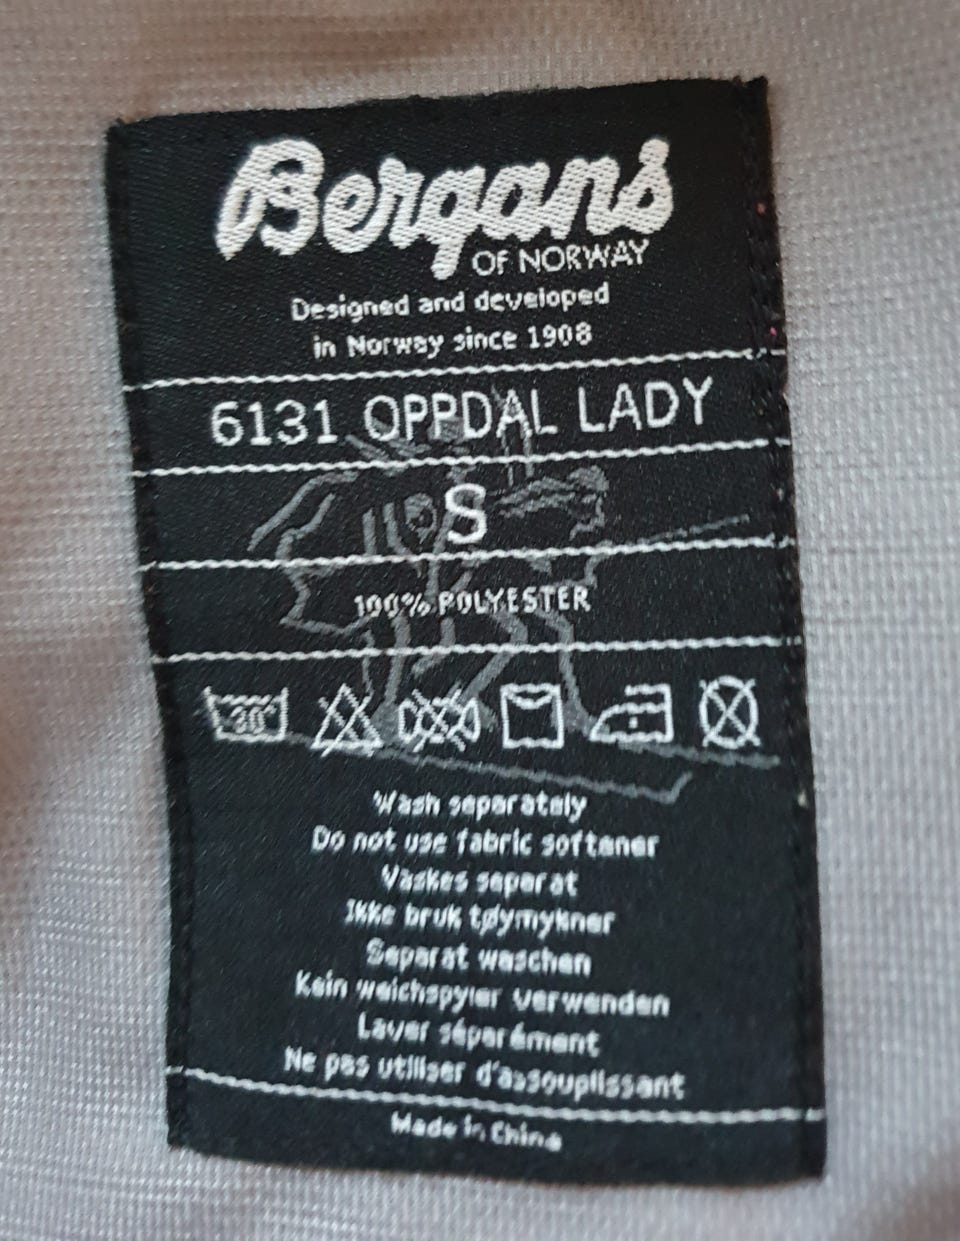 Bergans
OF NORWAY
Designed and developed
in Norway since 1908
6131 OPPDAL LADY
S
100% POLYESTER
30°
Wash separately
Do not use fabric softener
Vaskes separat
Ikke bruk tøymykner
Separat waschen
Kein weichspyler verwenden
Laver séparément
Ne pas utiliser d'assouplissant
Made in China